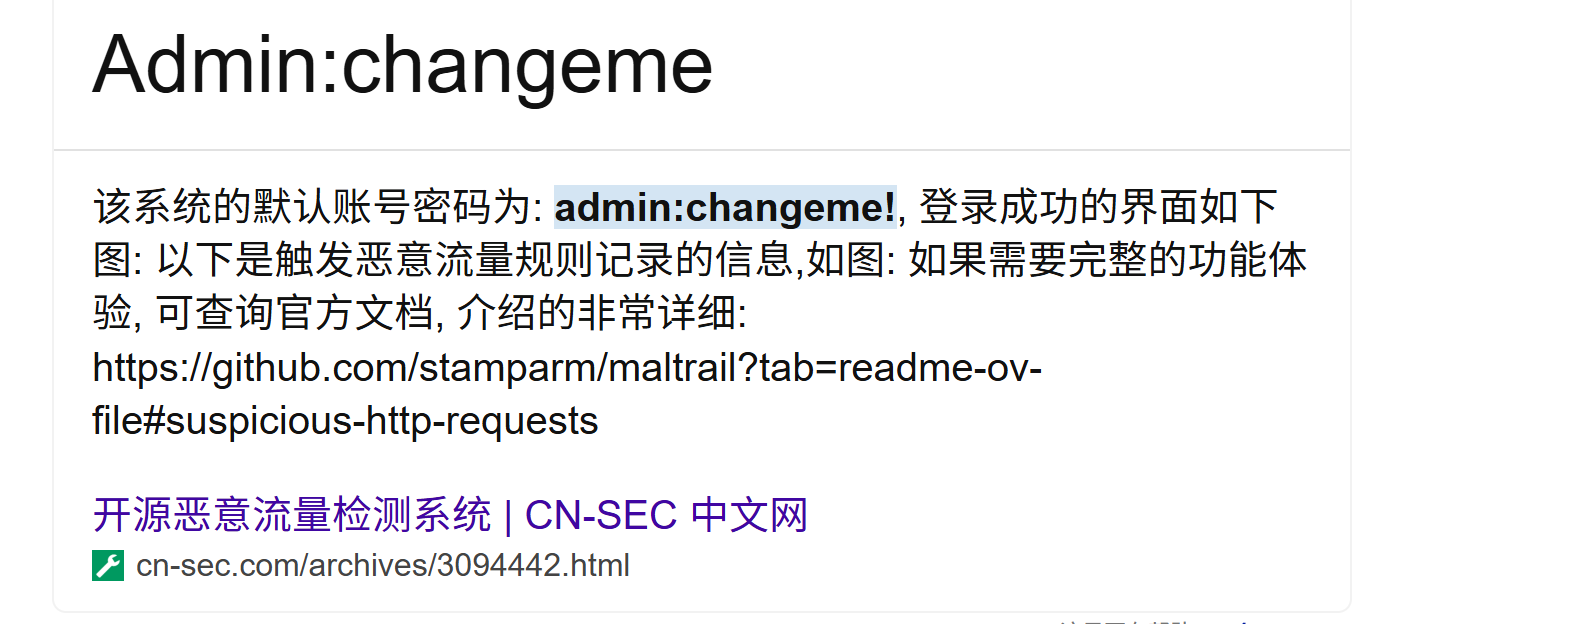 Admin:changeme
该系统的默认账号密码为: admin:changeme!, 登录成功的界面如下
图: 以下是触发恶意流量规则记录的信息,如图: 如果需要完整的功能体
验, 可查询官方文档, 介绍的非常详细:
https://github.com/stamparm/maltrail?tab=readme-ov-
file#suspicious-http-requests
开源恶意流量检测系统 | CN-SEC 中文网
cn-sec.com/archives/3094442.html